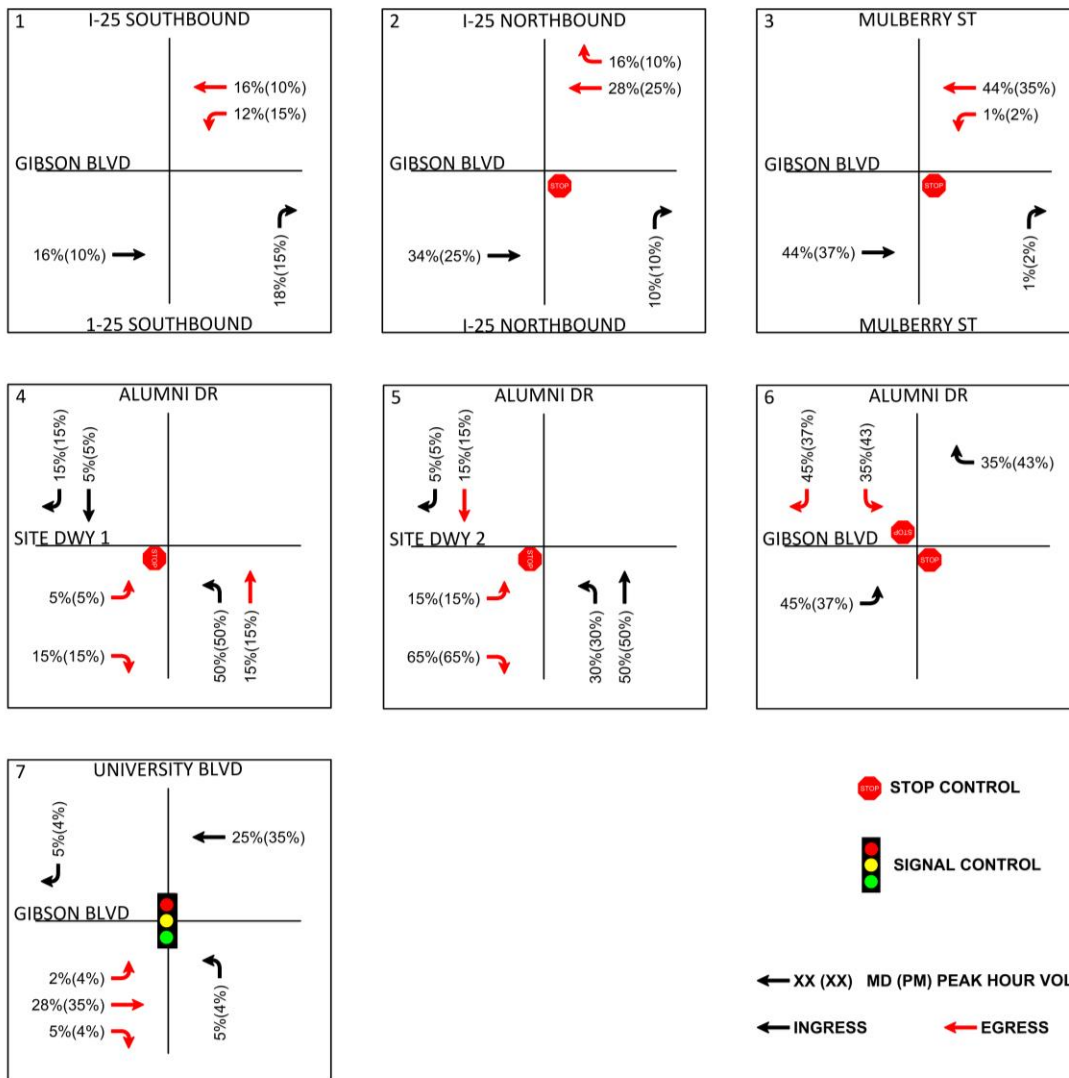 1
I-25 SOUTHBOUND
16%(10%)
12%(15%)
GIBSON BLVD
16%(10%)
18%(15%)
1-25 SOUTHBOUND
2
I-25 NORTHBOUND
16%(10%)
28%(25%)
GIBSON BLVD
STOP
34%(25%)
10%(10%)
I-25 NORTHBOUND
3
MULBERRY ST
44%(35%)
1%(2%)
GIBSON BLVD
STOP
44%(37%)
1%(2%)
MULBERRY ST
4
ALUMNI DR
15%(15%)
5%(5%)
SITE DWY 1
STOP
5%(5%)
15%(15%)
50%(50%)
15%(15%)
5
ALUMNI DR
5%(5%)
15%(15%)
SITE DWY 2
STOP
15%(15%)
65%(65%)
30%(30%)
50%(50%)
6
ALUMNI DR
45%(37%)
35%(43)
35%(43%)
GIBSON BLVD
STOP
STOP
45%(37%)
7
UNIVERSITY BLVD
5%(4%)
25%(35%)
GIBSON BLVD
2%(4%)
28%(35%)
5%(4%)
5%(4%)
STOP
STOP CONTROL
SIGNAL CONTROL
XX (XX) MD (PM) PEAK HOUR VOL
INGRESS
EGRESS